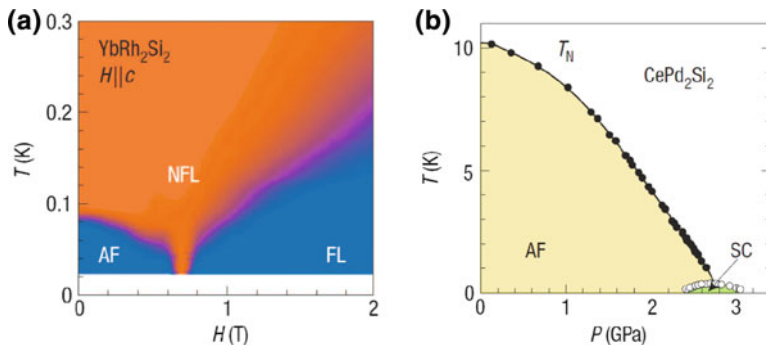 (a)
0.3
0.2
0.1
0
T (K)
YbRh₂Si₂
H||c
NFL
AF
FL
0
1
2
H (T)
(b)
10
5
0
T (K)
T_N
CePd₂Si₂
AF
SC
0
1
2
3
P (GPa)